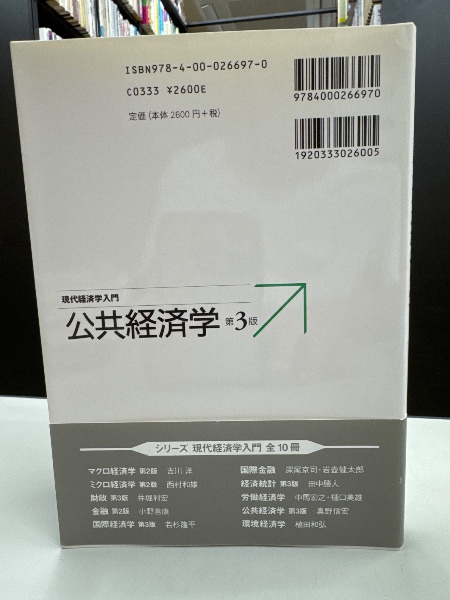 ISBN978-4-00-026697-0
C0333 ¥2600E
定価(本体 2600 円+税)
9784000266970
1920333026005
現代経済学入門
公共経済学 第3版
シリーズ 現代経済学入門 全10冊
マクロ経済学 第2版 吉川 洋
ミクロ経済学 第2版 西村和雄
財政 第3版 井堀利宏
金融 第2版 小野善康
国際経済学 第3版 若杉隆平
国際金融 深尾京司・岩壺健太郎
経済統計 第3版 田中勝人
労働経済学 中馬宏之・樋口美雄
公共経済学 第3版 奥野信宏
環境経済学 植田和弘